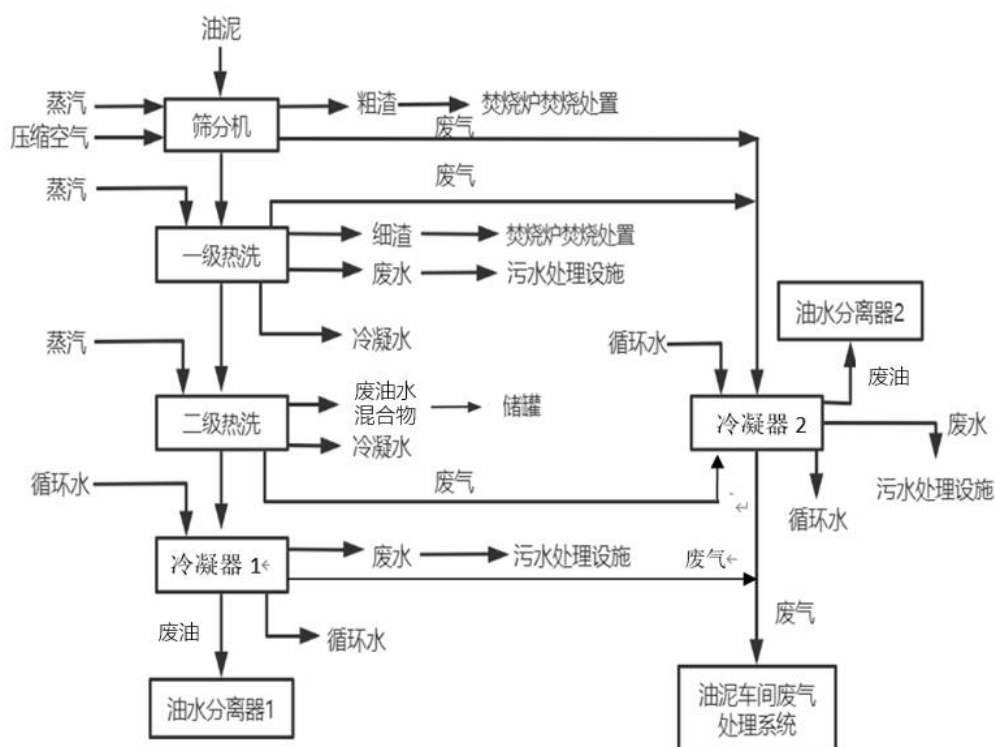 油泥
蒸汽
压缩空气
筛分机
粗渣
焚烧炉焚烧处置
废气
蒸汽
废气
一级热洗
细渣
焚烧炉焚烧处置
废水
污水处理设施
冷凝水
蒸汽
二级热洗
废油水
混合物
储罐
冷凝水
废气
循环水
冷凝器 1↵
废水
污水处理设施
废油
循环水
油水分离器1
循环水
油水分离器2
废油
冷凝器 2
废水
污水处理设施
循环水
↵
废气↵
废气
油泥车间废气
处理系统